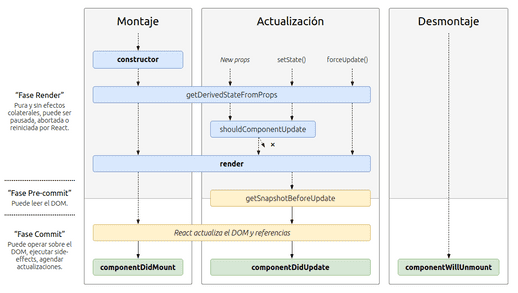 Montaje
Actualización
Desmontaje
constructor
New props
setState()
forceUpdate()
"Fase Render"
Pura y sin efectos
colaterales, puede ser
pausada, abortada o
reiniciada por React.
getDerivedStateFromProps
shouldComponentUpdate
×
render
"Fase Pre-commit"
Puede leer el DOM.
getSnapshotBeforeUpdate
"Fase Commit"
Puede operar sobre el
DOM, ejecutar side-
effects, agendar
actualizaciones.
React actualiza el DOM y referencias
componentDidMount
componentDidUpdate
componentWillUnmount